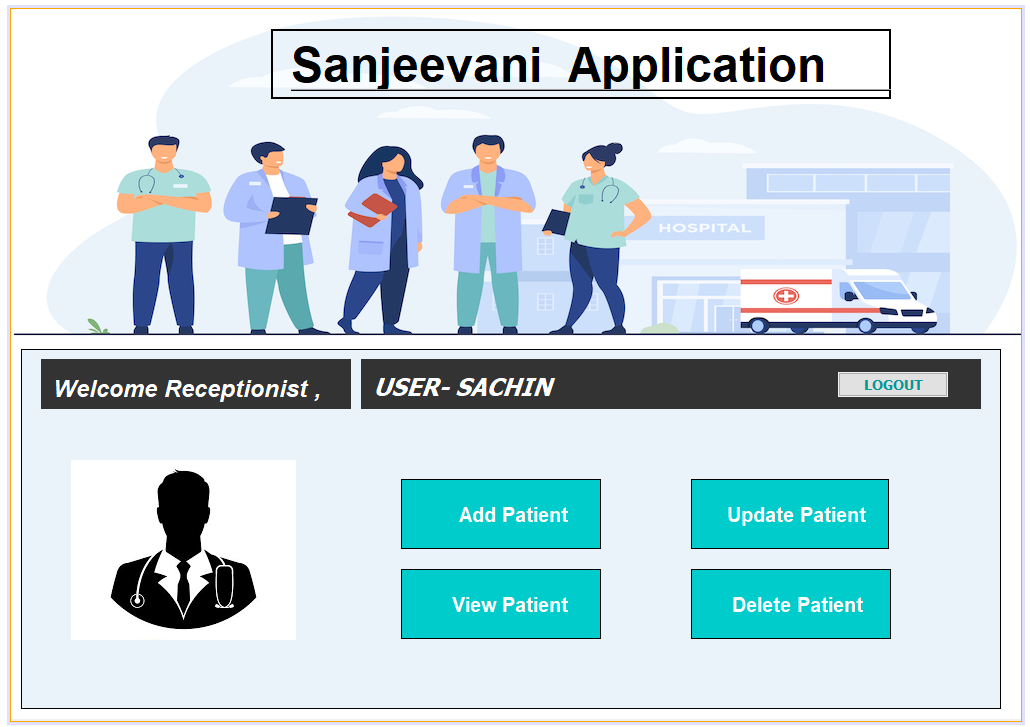 Sanjeevani  Application
HOSPITAL
Welcome Receptionist ,
USER- SACHIN
LOGOUT
Add Patient
Update Patient
View Patient
Delete Patient